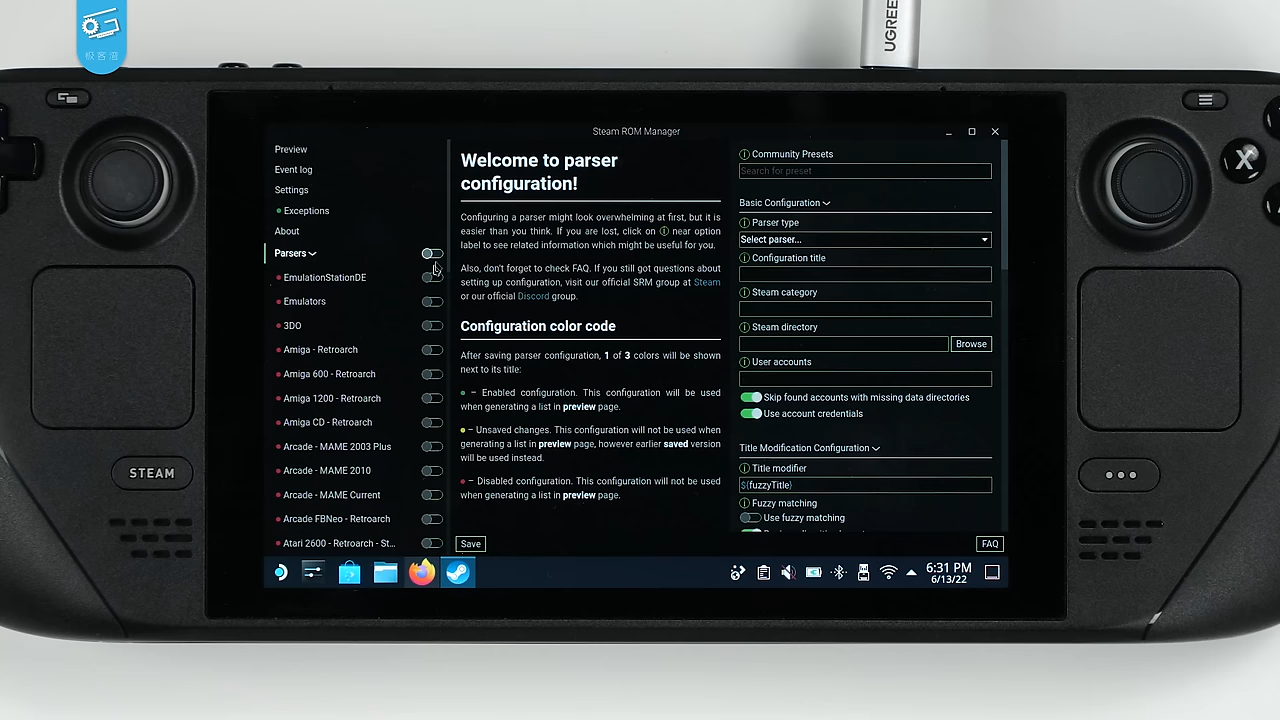 极客湾
UGREE
STEAM
X
Steam ROM Manager
Preview
Event log
Settings
Exceptions
About
Parsers
EmulationStationDE
Emulators
3DO
Amiga - Retroarch
Amiga 600 - Retroarch
Amiga 1200 - Retroarch
Amiga CD - Retroarch
Arcade - MAME 2003 Plus
Arcade - MAME 2010
Arcade - MAME Current
Arcade FBNeo - Retroarch
Atari 2600 - Retroarch - St...
Welcome to parser
configuration!
Configuring a parser might look overwhelming at first, but it is
easier than you think. If you are lost, click on ⓘ near option
label to see related information which might be useful for you.
Also, don't forget to check FAQ. If you still got questions about
setting up configuration, visit our official SRM group at Steam
or our official Discord group.
Configuration color code
After saving parser configuration, 1 of 3 colors will be shown
next to its title:
– Enabled configuration. This configuration will be used
when generating a list in preview page.
– Unsaved changes. This configuration will not be used when
generating a list in preview page, however earlier saved version
will be used instead.
– Disabled configuration. This configuration will not be used
when generating a list in preview page.
Save
Community Presets
Search for preset
Basic Configuration
Parser type
Select parser...
Configuration title
Steam category
Steam directory
Browse
User accounts
Skip found accounts with missing data directories
Use account credentials
Title Modification Configuration
Title modifier
${fuzzyTitle}
Fuzzy matching
Use fuzzy matching
FAQ
6:31 PM
6/13/22